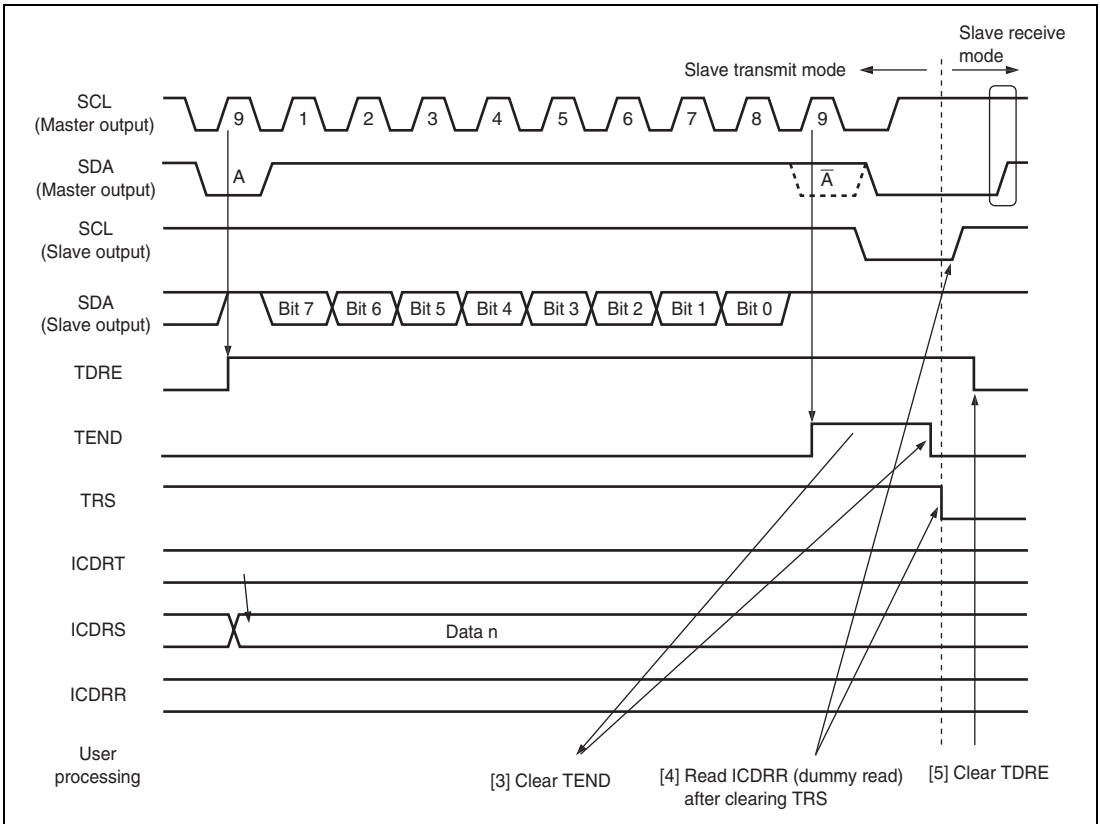 Slave receive
mode
Slave transmit mode
SCL
(Master output)
9 1 2 3 4 5 6 7 8 9
SDA
(Master output)
A A̅
SCL
(Slave output)
SDA
(Slave output)
Bit 7 Bit 6 Bit 5 Bit 4 Bit 3 Bit 2 Bit 1 Bit 0
TDRE
TEND
TRS
ICDRT
ICDRS
Data n
ICDRR
User
processing
[3] Clear TEND
[4] Read ICDRR (dummy read)
after clearing TRS
[5] Clear TDRE